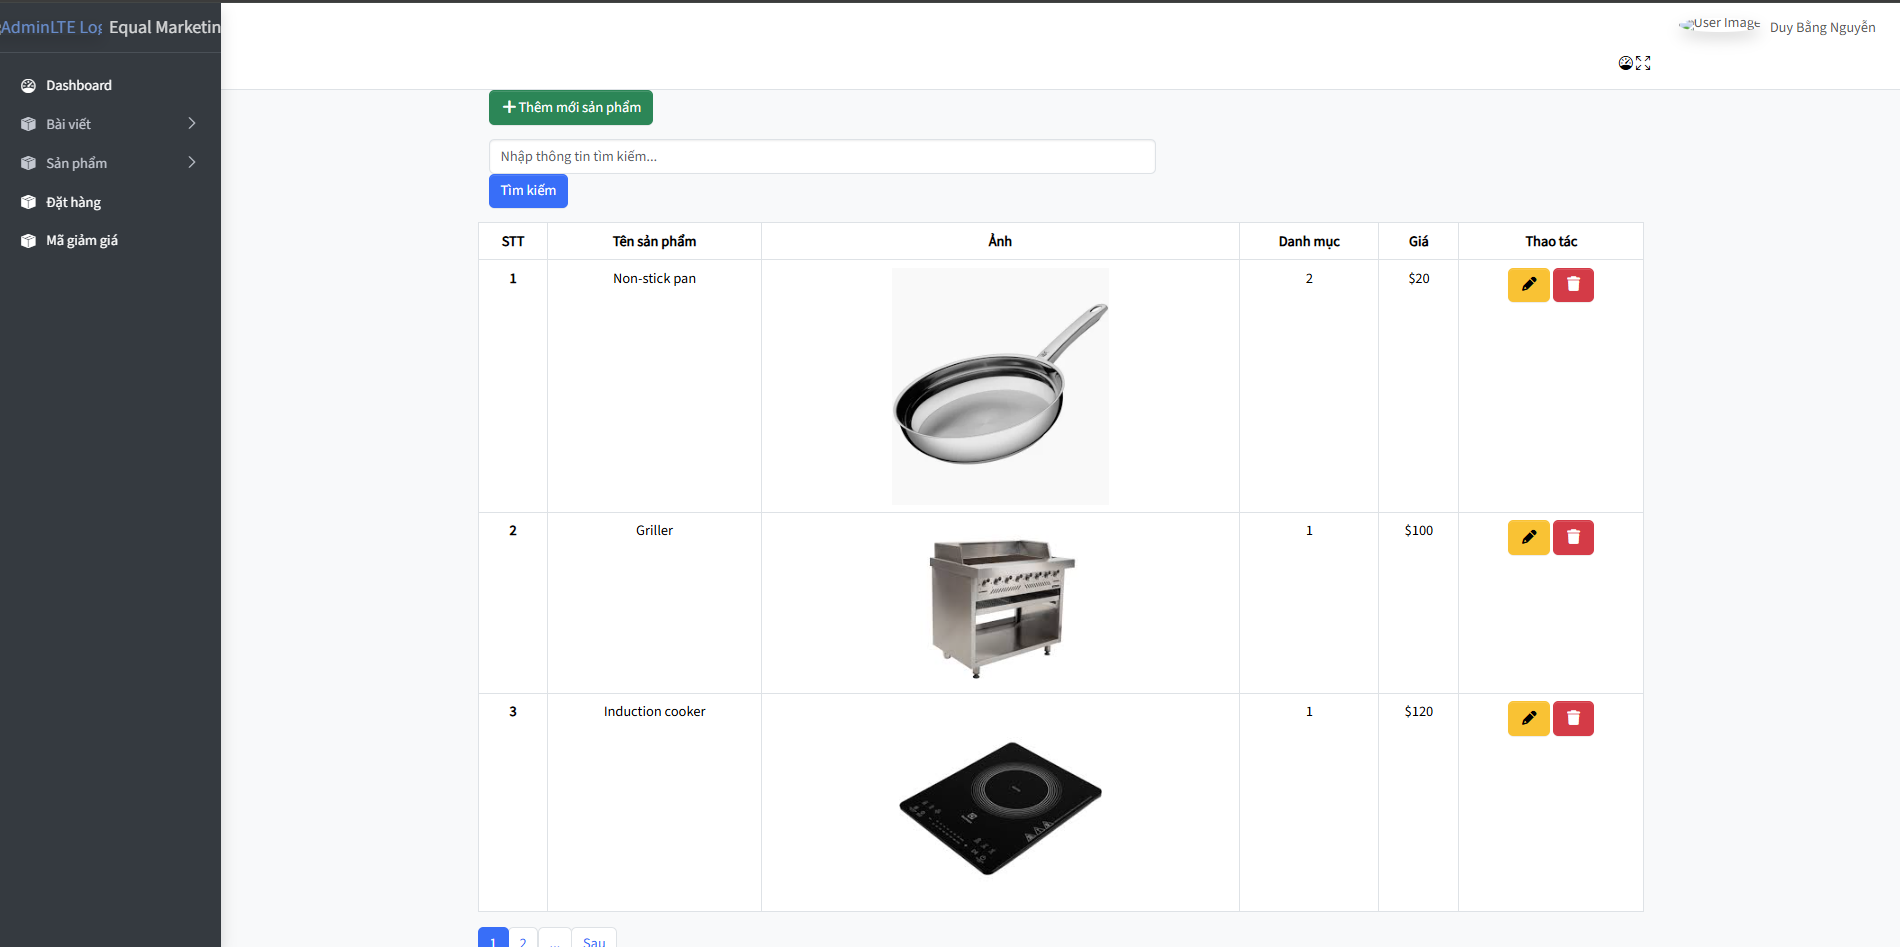 AdminLTE Log Equal Marketin
User Image Duy Bằng Nguyễn
Dashboard
Bài viết
Sản phẩm
Đặt hàng
Mã giảm giá
Thêm mới sản phẩm
Nhập thông tin tìm kiếm...
Tìm kiếm
STT Tên sản phẩm Ảnh Danh mục Giá Thao tác
1 Non-stick pan 2 $20
2 Griller 1 $100
3 Induction cooker 1 $120
1 2 ... Sau